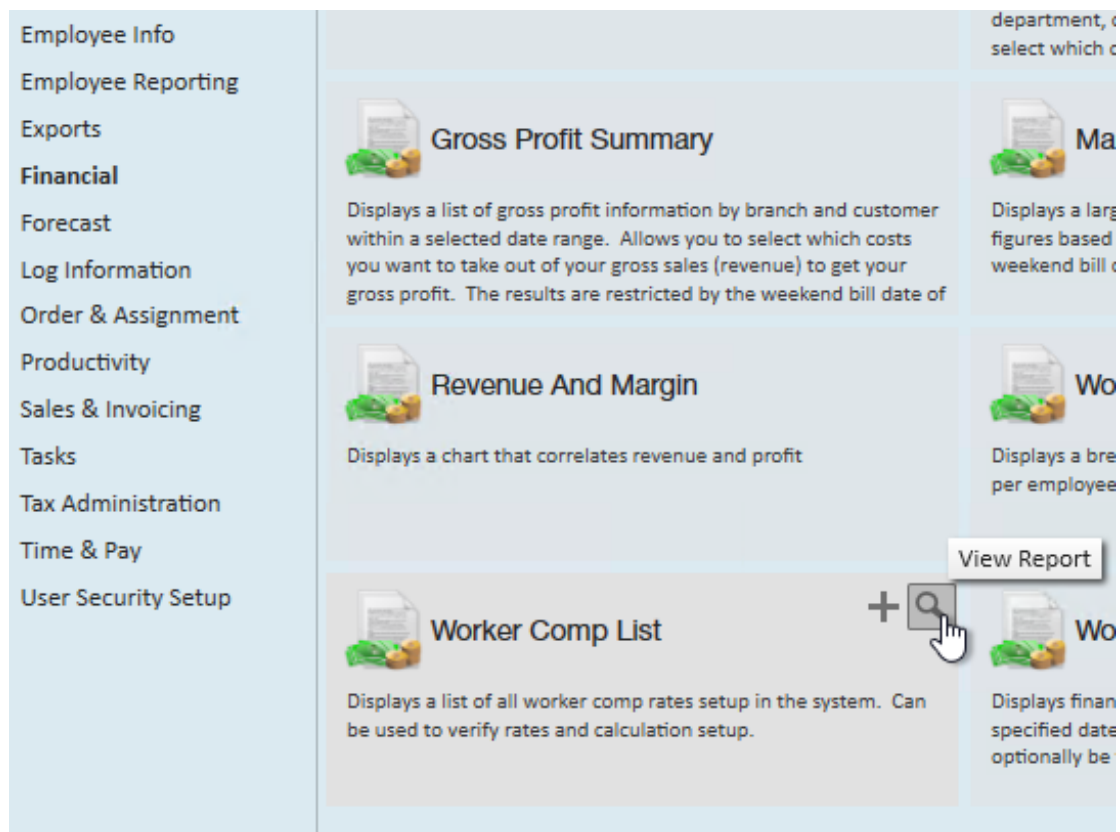 Employee Info
Employee Reporting
Exports
Financial
Forecast
Log Information
Order & Assignment
Productivity
Sales & Invoicing
Tasks
Tax Administration
Time & Pay
User Security Setup
department,
select which
Gross Profit Summary
Displays a list of gross profit information by branch and customer
within a selected date range. Allows you to select which costs
you want to take out of your gross sales (revenue) to get your
gross profit. The results are restricted by the weekend bill date of
Displays a
figures based
weekend bill
Revenue And Margin
Displays a chart that correlates revenue and profit
Displays a
per employee
View Report
Worker Comp List
Displays a list of all worker comp rates setup in the system. Can
be used to verify rates and calculation setup.
Displays
specified
optionally be